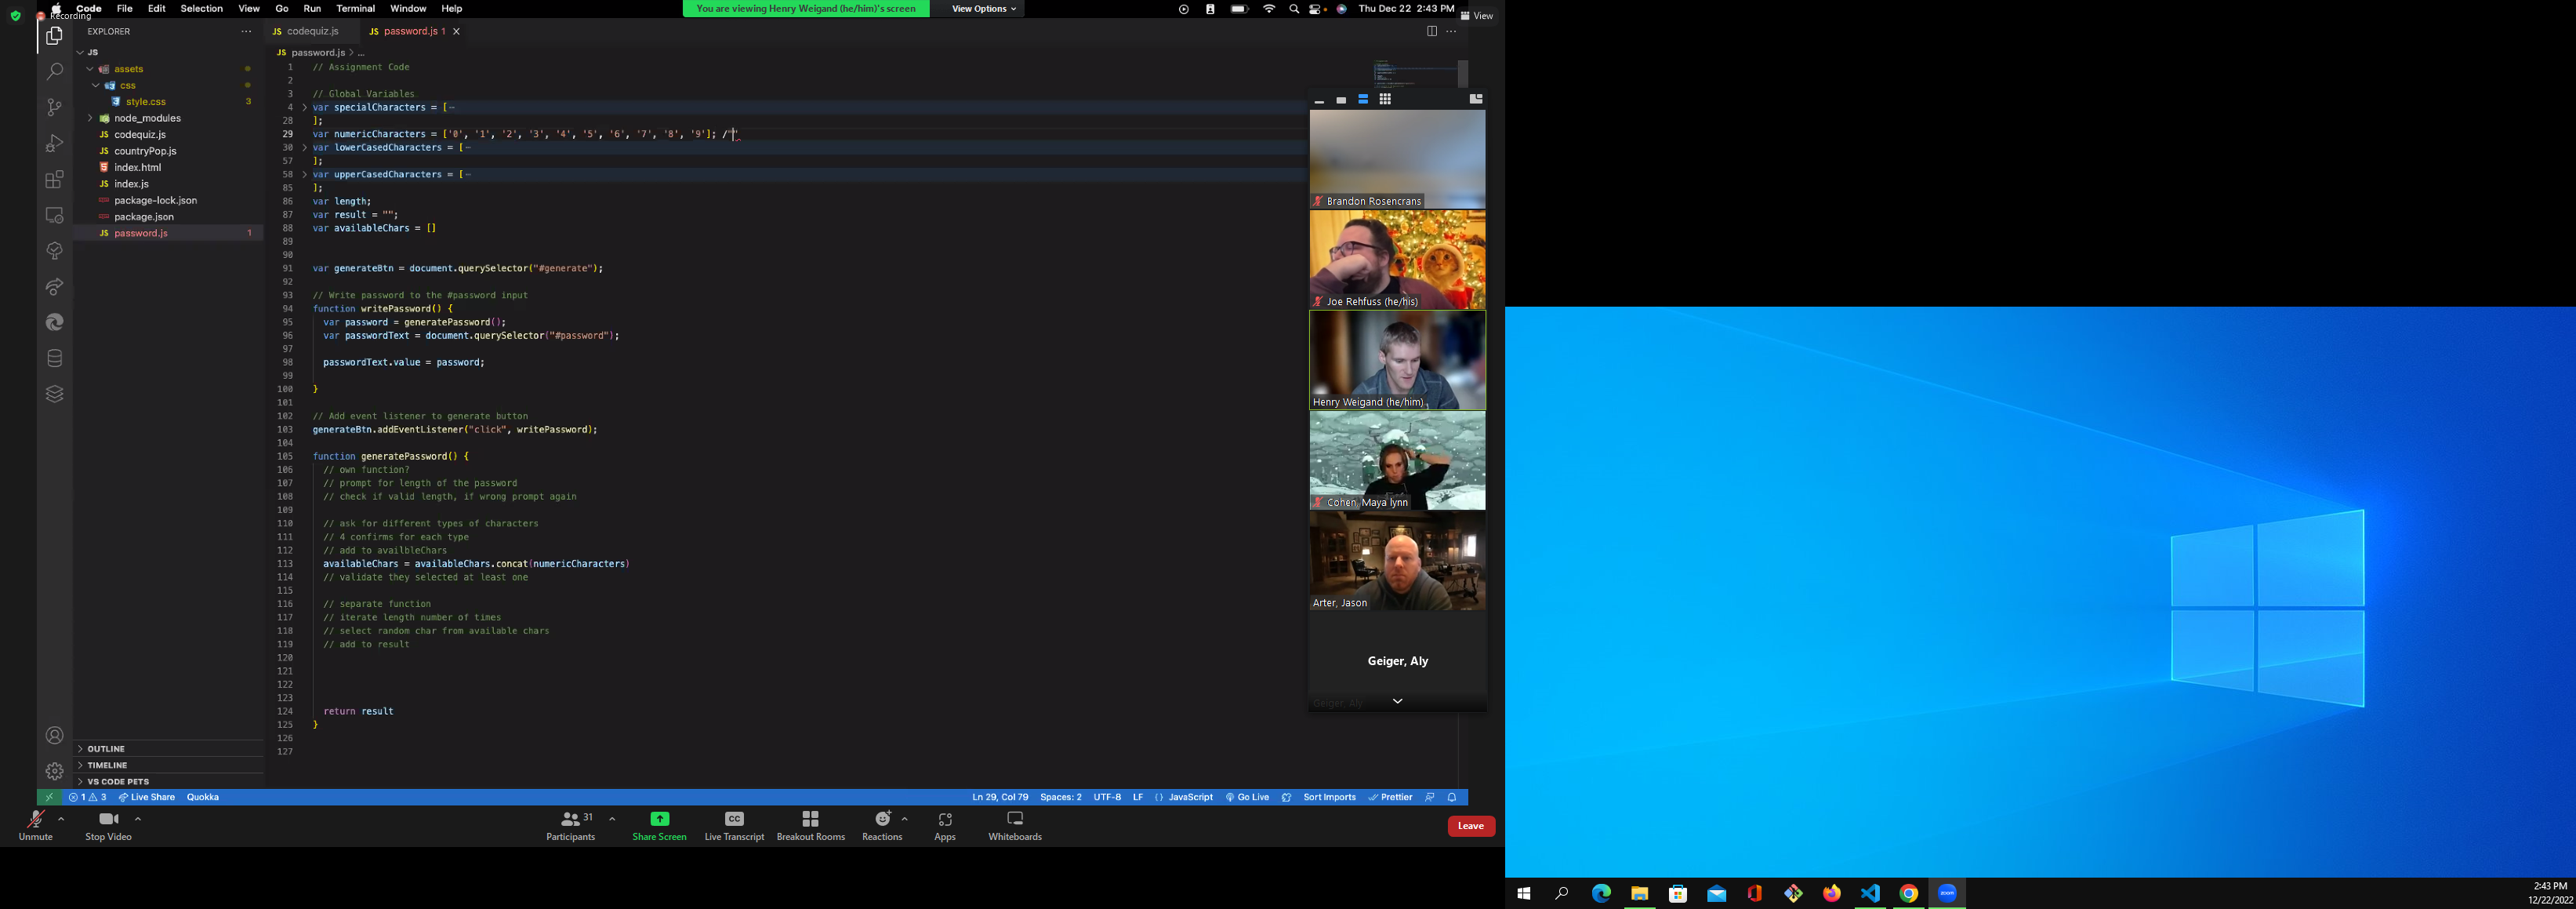 Recording
Code File Edit Selection View Go Run Terminal Window Help
You are viewing Henry Weigand (he/him)'s screen
View Options
Thu Dec 22 2:43 PM
View
EXPLORER
JS
assets
css
style.css 3
node_modules
JS codequiz.js
JS countryPop.js
index.html
JS index.js
package-lock.json
package.json
JS password.js 1
OUTLINE
TIMELINE
VS CODE PETS
JS codequiz.js
JS password.js 1
JS password.js > ...
1 // Assignment Code
2
3 // Global Variables
4 var specialCharacters = [
28 ];
29 var numericCharacters = ['0', '1', '2', '3', '4', '5', '6', '7', '8', '9']; /""
30 var lowerCasedCharacters = [
57 ];
58 var upperCasedCharacters = [
85 ];
86 var length;
87 var result = "";
88 var availableChars = []
89
90
91 var generateBtn = document.querySelector("#generate");
92
93 // Write password to the #password input
94 function writePassword() {
95 var password = generatePassword();
96 var passwordText = document.querySelector("#password");
97
98 passwordText.value = password;
99
100 }
101
102 // Add event listener to generate button
103 generateBtn.addEventListener("click", writePassword);
104
105 function generatePassword() {
106 // own function?
107 // prompt for length of the password
108 // check if valid length, if wrong prompt again
109
110 // ask for different types of characters
111 // 4 confirms for each type
112 // add to availbleChars
113 availableChars = availableChars.concat(numericCharacters)
114 // validate they selected at least one
115
116 // separate function
117 // iterate length number of times
118 // select random char from available chars
119 // add to result
120
121
122
123
124 return result
125 }
126
127
Brandon Rosencrans
Joe Rehfuss (he/his)
Henry Weigand (he/him)
Cohen, Maya lynn
Arter, Jason
Geiger, Aly
Geiger, Aly
1 3 Live Share Quokka
Ln 29, Col 79 Spaces: 2 UTF-8 LF {} JavaScript Go Live Sort Imports Prettier
Unmute
Stop Video
31
Participants
Share Screen
CC
Live Transcript
Breakout Rooms
Reactions
Apps
Whiteboards
Leave
zoom
2:43 PM
12/22/2022